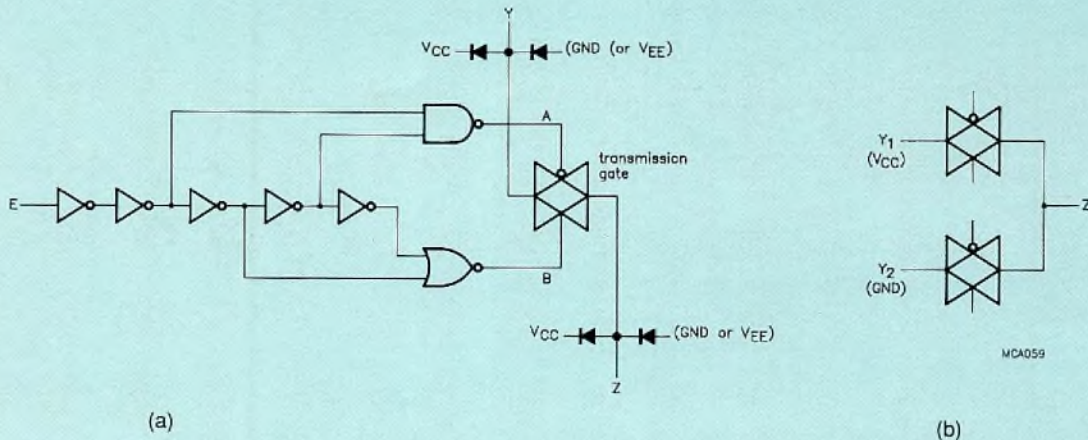 Y
VCC
(GND (or VEE)
A
transmission
gate
E
B
VCC
(GND or VEE)
Z
(a)
Y1
(VCC)
Z
Y2
(GND)
MCA059
(b)